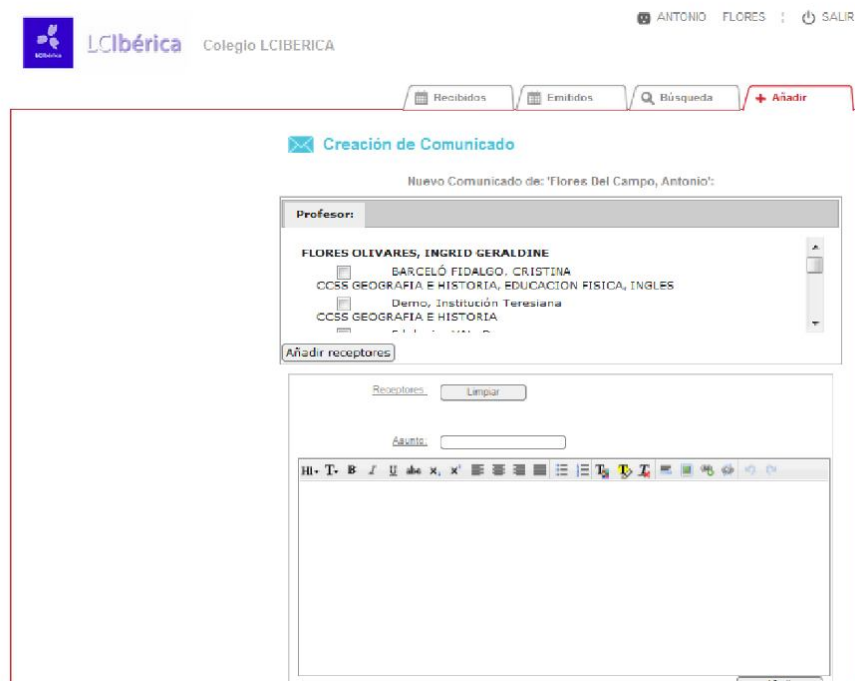 ANTONIO FLORES SALIR
LCIbérica
LCIbérica Colegio LCIBERICA
Recibidos Emitidos Búsqueda + Añadir
Creación de Comunicado
Nuevo Comunicado de: 'Flores Del Campo, Antonio':
Profesor:
FLORES OLIVARES, INGRID GERALDINE
BARCELÓ FIDALGO, CRISTINA
CCSS GEOGRAFIA E HISTORIA, EDUCACION FISICA, INGLES
Demo, Institución Teresiana
CCSS GEOGRAFIA E HISTORIA
Añadir receptores
Receptores: Limpiar
Asunto: